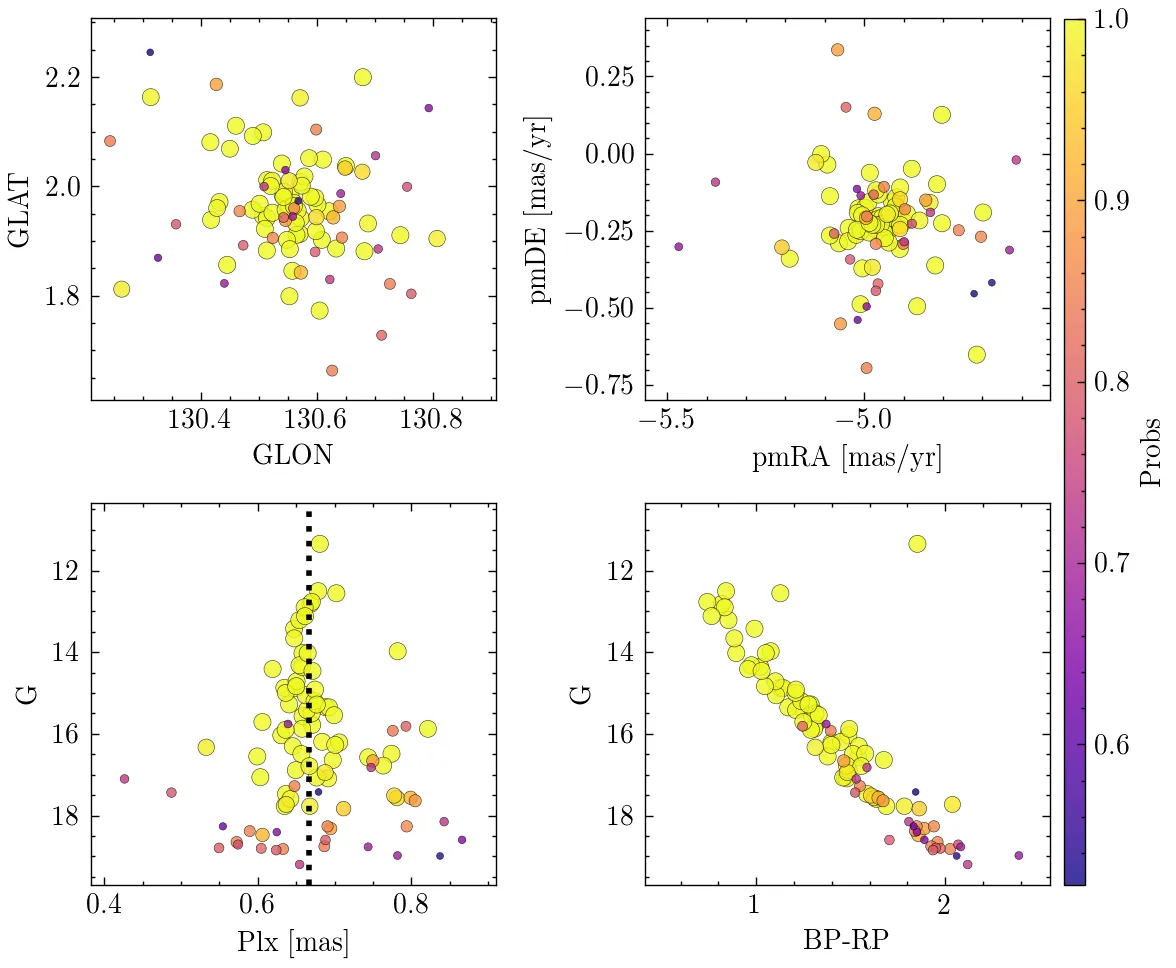 2.2
2.0
1.8
GLAT
130.4 130.6 130.8
GLON
0.25
0.00
−0.25
−0.50
−0.75
pmDE [mas/yr]
−5.5 −5.0
pmRA [mas/yr]
12
14
16
18
G
0.4 0.6 0.8
Plx [mas]
12
14
16
18
G
1 2
BP-RP
1.0
0.9
0.8
0.7
0.6
Probs